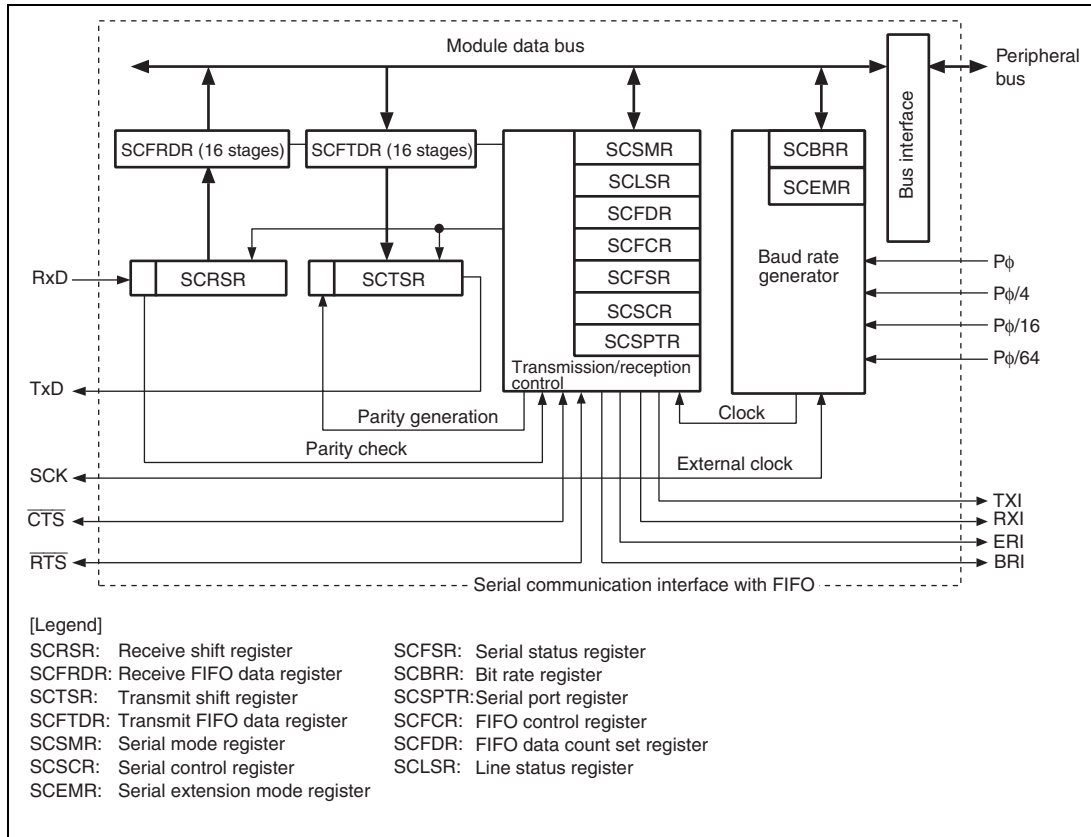 Module data bus
Peripheral
bus
Bus interface
SCFRDR (16 stages)
SCFTDR (16 stages)
SCSMR
SCLSR
SCFDR
SCFCR
SCFSR
SCSCR
SCSPTR
Transmission/reception
control
SCBRR
SCEMR
Baud rate
generator
RxD
SCRSR
SCTSR
Pϕ
Pϕ/4
Pϕ/16
Pϕ/64
TxD
Parity generation
Parity check
Clock
SCK
External clock
C̅T̅S̅
R̅T̅S̅
TXI
RXI
ERI
BRI
Serial communication interface with FIFO
[Legend]
SCRSR: Receive shift register
SCFRDR: Receive FIFO data register
SCTSR: Transmit shift register
SCFTDR: Transmit FIFO data register
SCSMR: Serial mode register
SCSCR: Serial control register
SCEMR: Serial extension mode register
SCFSR: Serial status register
SCBRR: Bit rate register
SCSPTR: Serial port register
SCFCR: FIFO control register
SCFDR: FIFO data count set register
SCLSR: Line status register